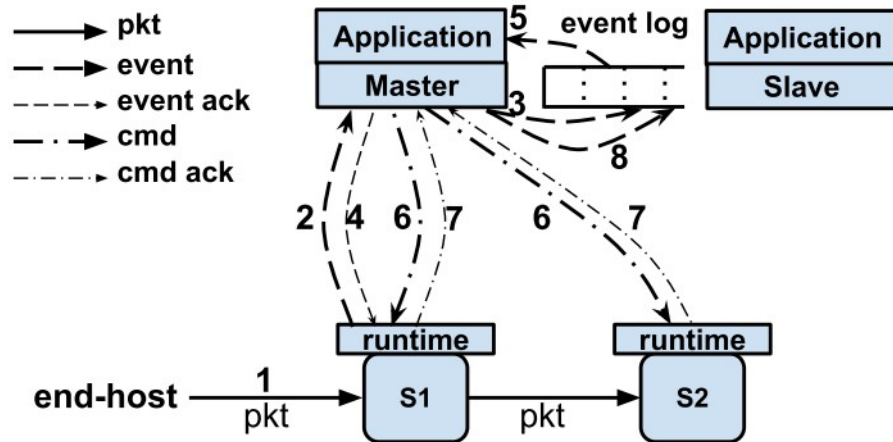 pkt
event
event ack
cmd
cmd ack
Application
Master
5
event log
Application
Slave
3
8
2
4
6
7
6
7
runtime
runtime
end-host
1
pkt
S1
pkt
S2